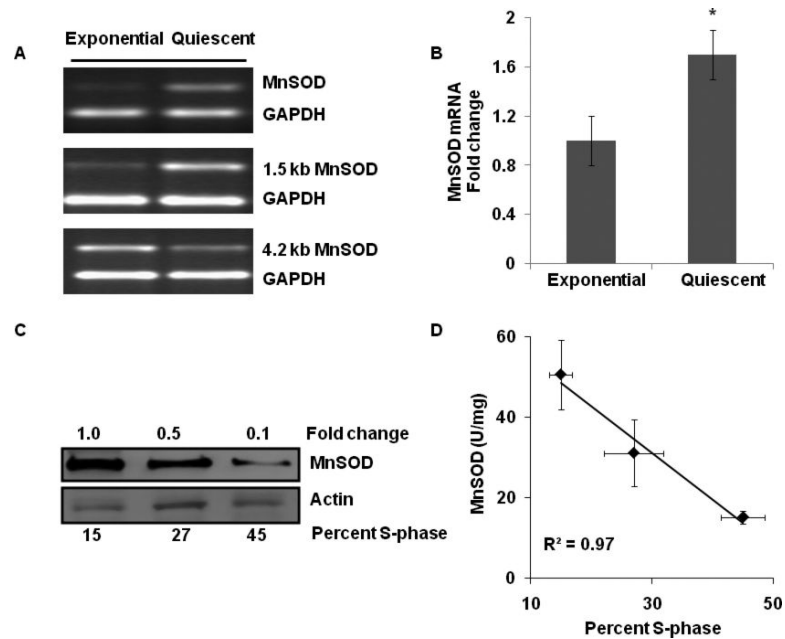 A
Exponential Quiescent
MnSOD
GAPDH
1.5 kb MnSOD
GAPDH
4.2 kb MnSOD
GAPDH
B
MnSOD mRNA
Fold change
2
1.6
1.2
0.8
0.4
0
*
Exponential Quiescent
C
1.0 0.5 0.1 Fold change
MnSOD
Actin
15 27 45 Percent S-phase
D
MnSOD (U/mg)
60
40
20
0
R² = 0.97
10 30 50
Percent S-phase